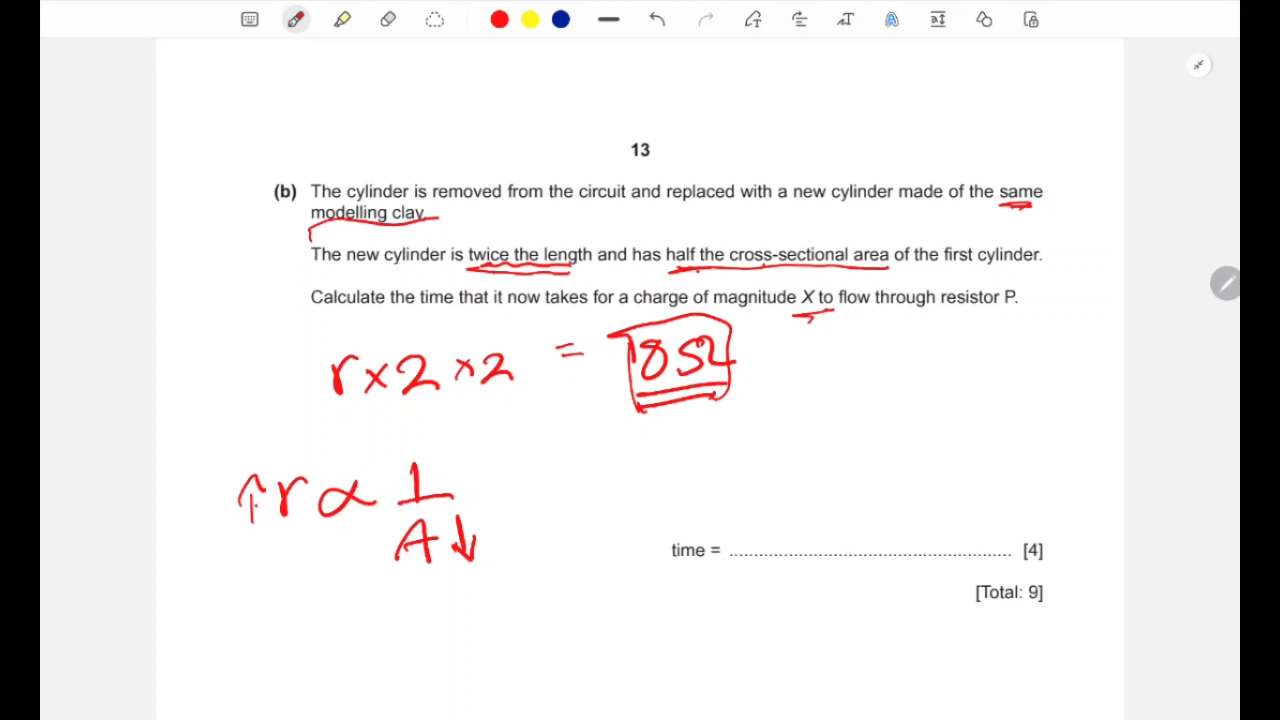 13
(b) The cylinder is removed from the circuit and replaced with a new cylinder made of the same
modelling clay.
The new cylinder is twice the length and has half the cross-sectional area of the first cylinder.
Calculate the time that it now takes for a charge of magnitude X to flow through resistor P.
r × 2 × 2 = 18Ω
↑r ∝ 1
A↓
time = ........................................................ [4]
[Total: 9]